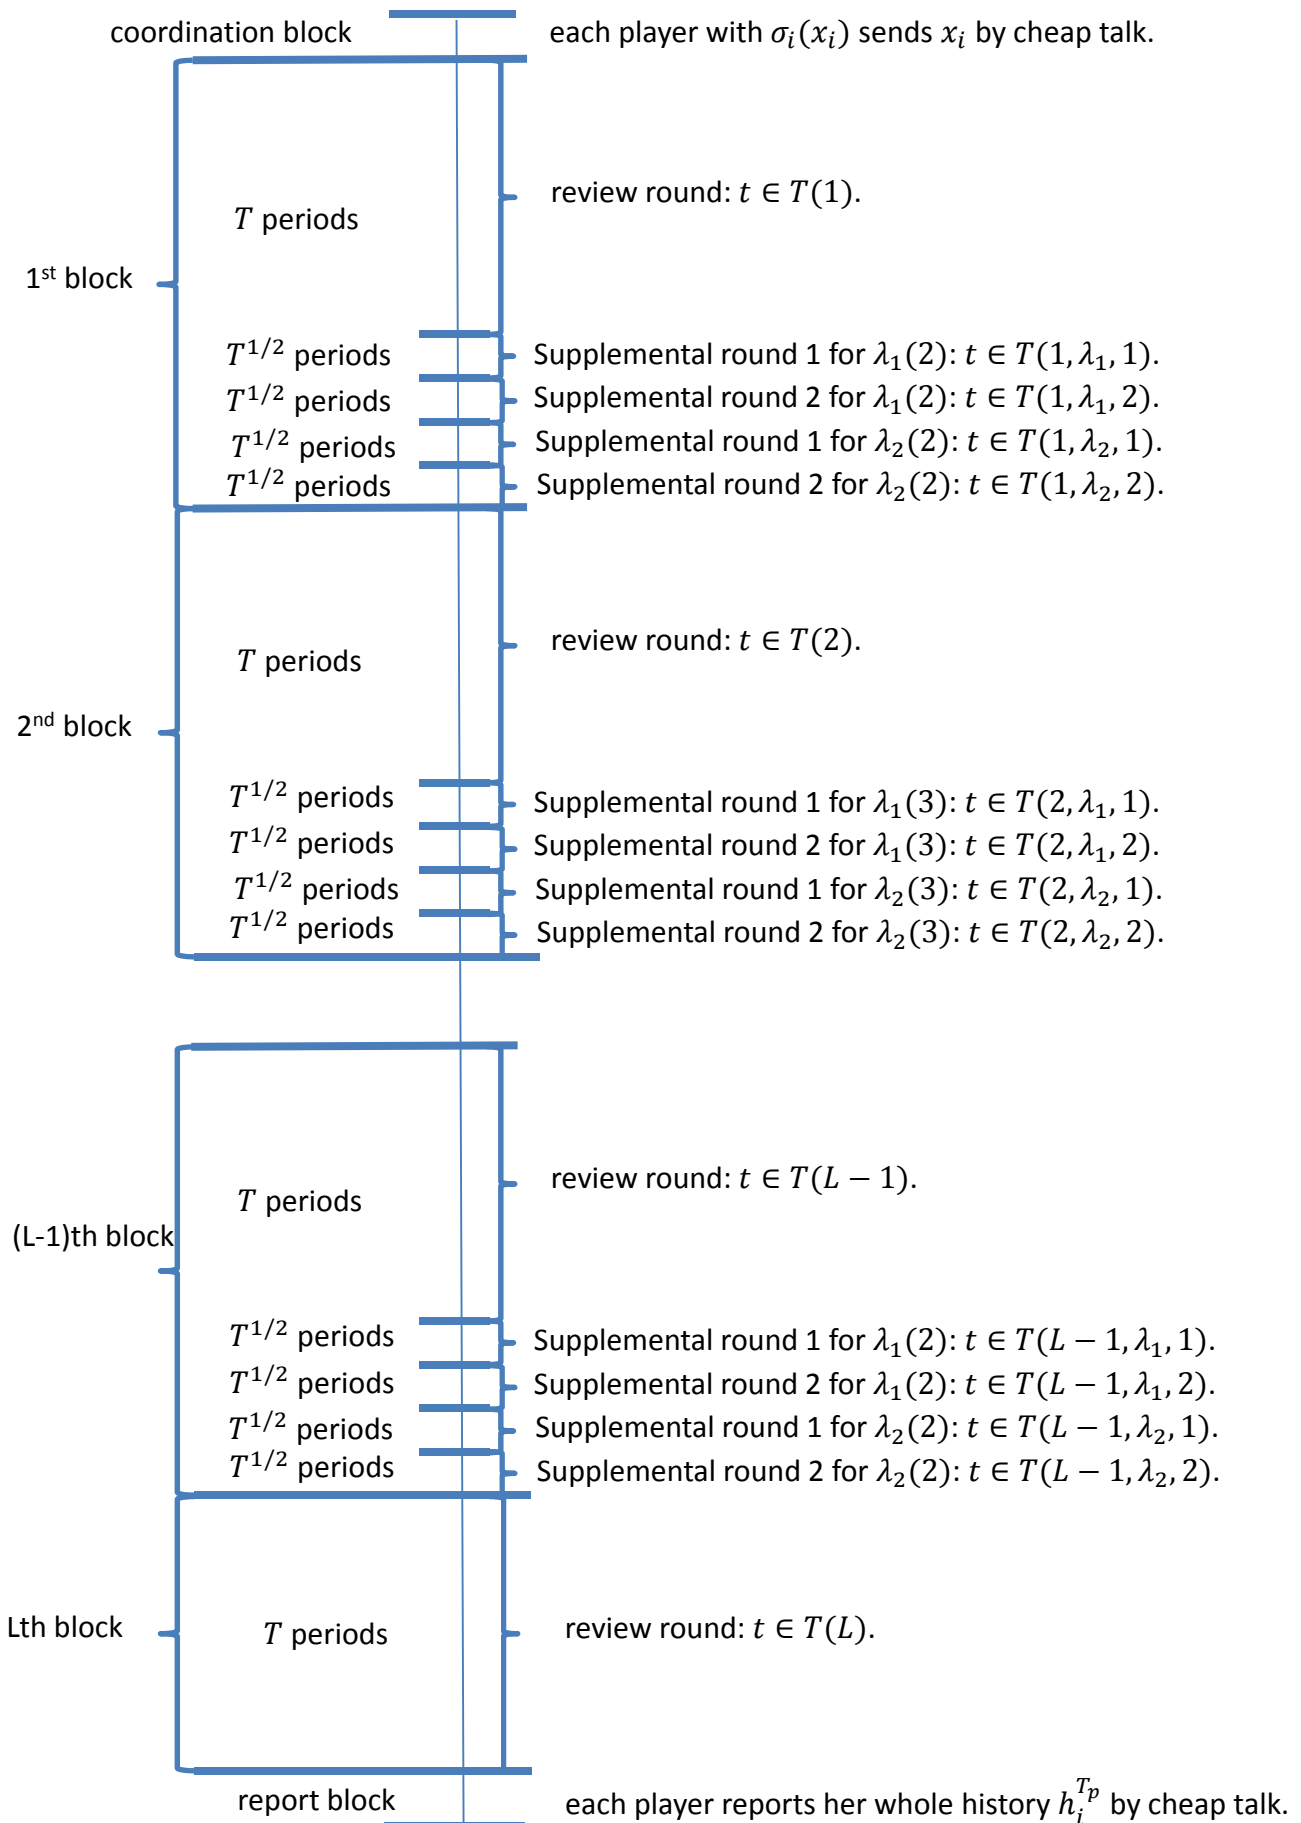 coordination block each player with σ_i(x_i) sends x_i by cheap talk.
review round: t ∈ T(1).
T periods
1st block
T^{1/2} periods Supplemental round 1 for λ_1(2): t ∈ T(1, λ_1, 1).
T^{1/2} periods Supplemental round 2 for λ_1(2): t ∈ T(1, λ_1, 2).
T^{1/2} periods Supplemental round 1 for λ_2(2): t ∈ T(1, λ_2, 1).
T^{1/2} periods Supplemental round 2 for λ_2(2): t ∈ T(1, λ_2, 2).
review round: t ∈ T(2).
T periods
2nd block
T^{1/2} periods Supplemental round 1 for λ_1(3): t ∈ T(2, λ_1, 1).
T^{1/2} periods Supplemental round 2 for λ_1(3): t ∈ T(2, λ_1, 2).
T^{1/2} periods Supplemental round 1 for λ_2(3): t ∈ T(2, λ_2, 1).
T^{1/2} periods Supplemental round 2 for λ_2(3): t ∈ T(2, λ_2, 2).
review round: t ∈ T(L − 1).
T periods
(L-1)th block
T^{1/2} periods Supplemental round 1 for λ_1(2): t ∈ T(L − 1, λ_1, 1).
T^{1/2} periods Supplemental round 2 for λ_1(2): t ∈ T(L − 1, λ_1, 2).
T^{1/2} periods Supplemental round 1 for λ_2(2): t ∈ T(L − 1, λ_2, 1).
T^{1/2} periods Supplemental round 2 for λ_2(2): t ∈ T(L − 1, λ_2, 2).
Lth block T periods review round: t ∈ T(L).
report block each player reports her whole history h_i^{T_p} by cheap talk.